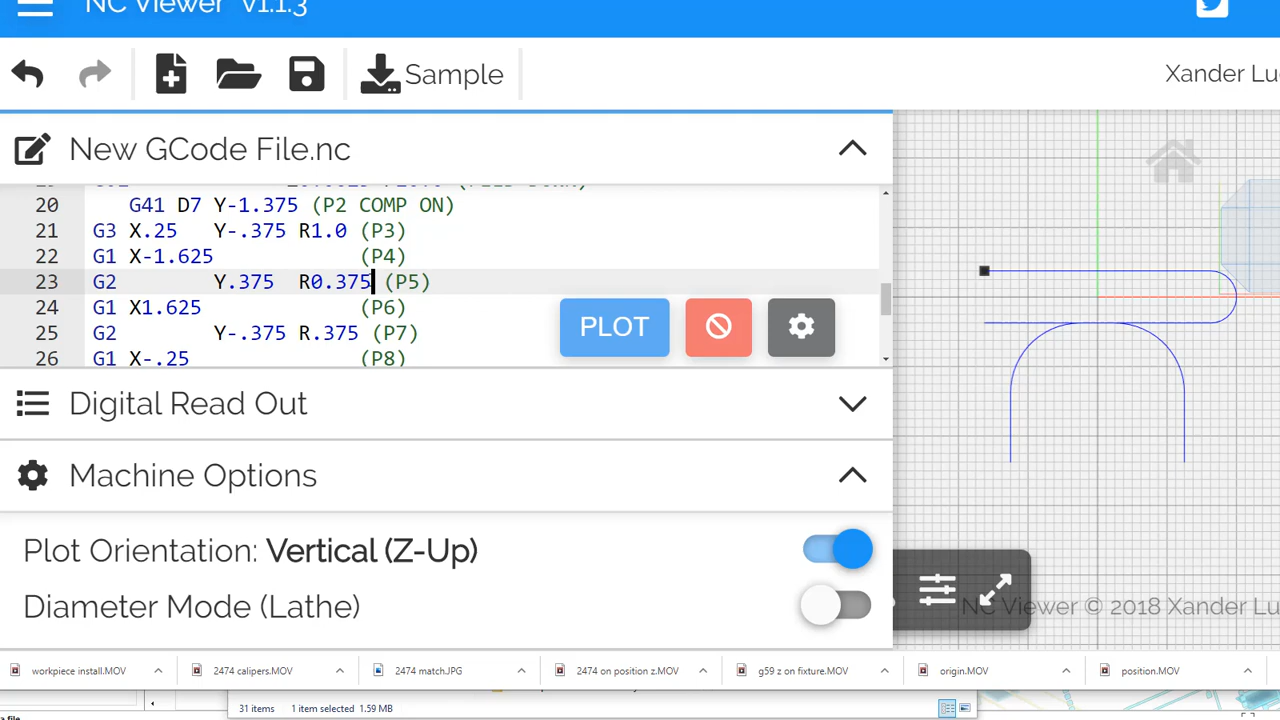 NC Viewer v1.1.3
Sample
Xander Lu
New GCode File.nc
20 G41 D7 Y-1.375 (P2 COMP ON)
21 G3 X.25 Y-.375 R1.0 (P3)
22 G1 X-1.625 (P4)
23 G2 Y.375 R0.375 (P5)
24 G1 X1.625 (P6)
25 G2 Y-.375 R.375 (P7)
26 G1 X-.25 (P8)
PLOT
Digital Read Out
Machine Options
Plot Orientation: Vertical (Z-Up)
Diameter Mode (Lathe)
NC Viewer © 2018 Xander Lu
workpiece install.MOV
2474 calipers.MOV
2474 match.JPG
2474 on position z.MOV
g59 z on fixture.MOV
origin.MOV
position.MOV
a file.
31 items 1 item selected 1.59 MB